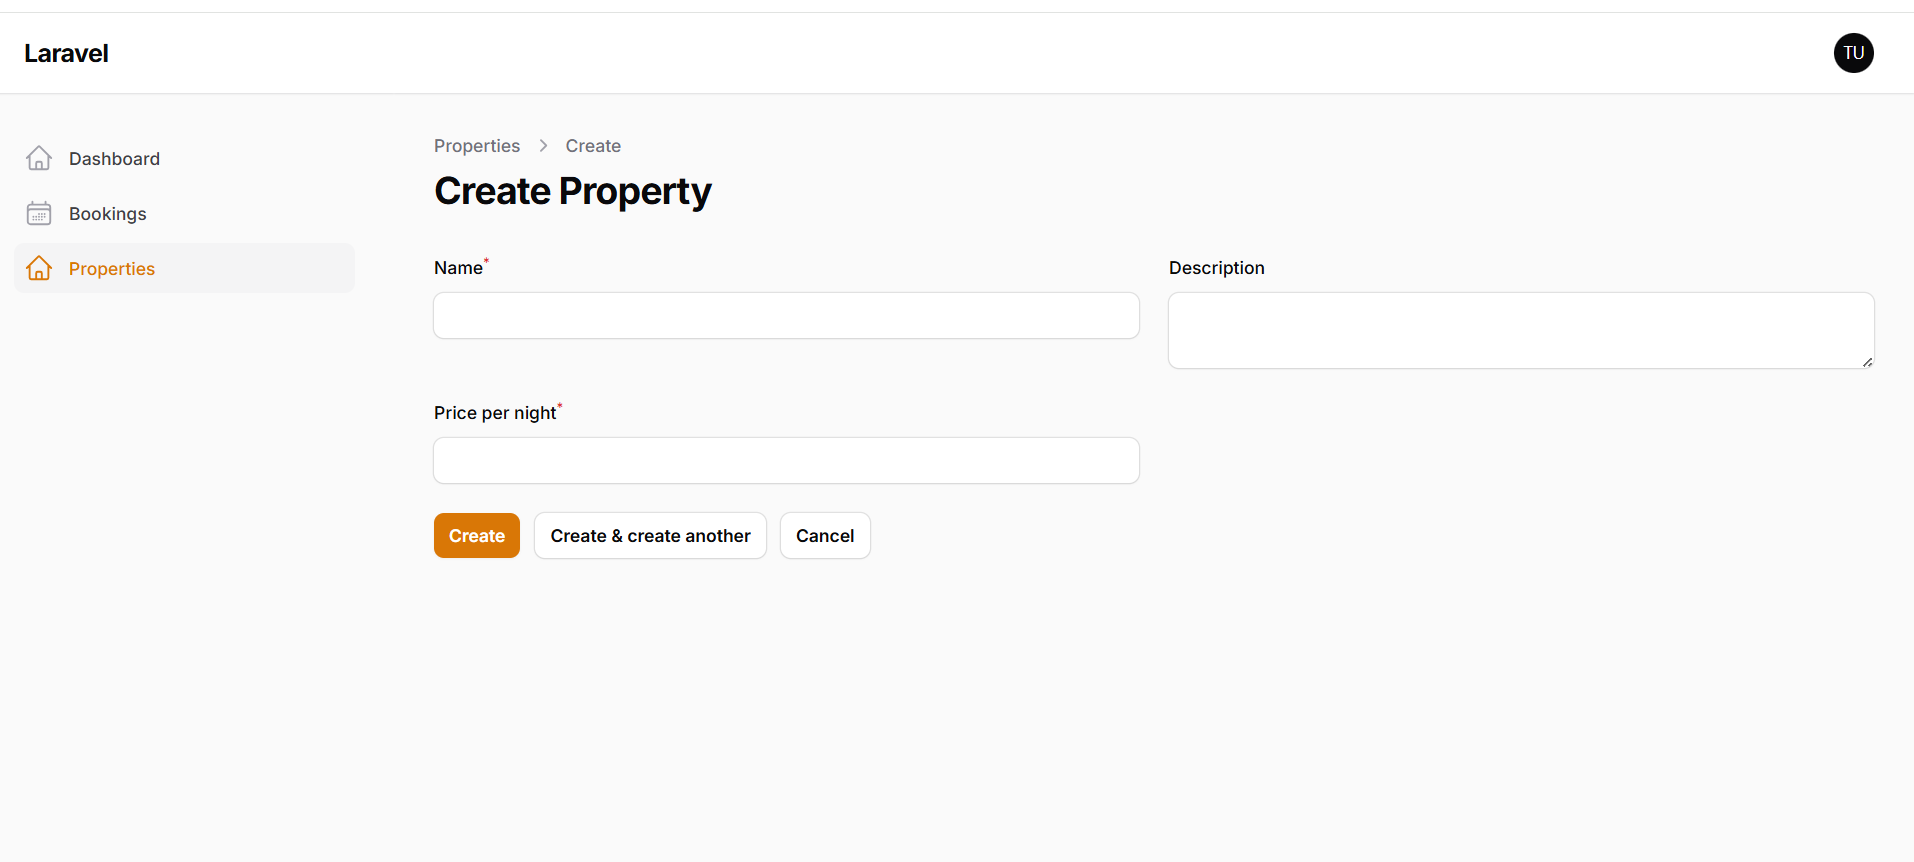 Laravel
TU
Dashboard
Bookings
Properties
Properties > Create
Create Property
Name*
Description
Price per night*
Create
Create & create another
Cancel